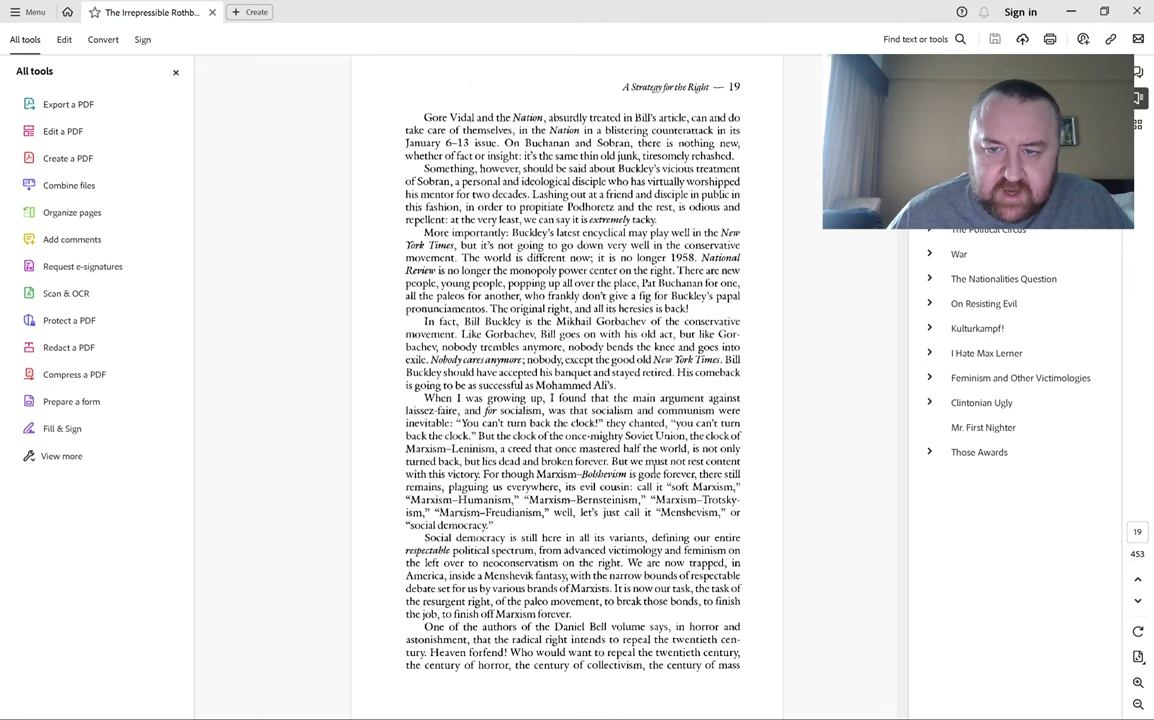 Menu
The Irrepressible Rothb...
Create
Sign in
All tools
Edit
Convert
Sign
Find text or tools
All tools
Export a PDF
Edit a PDF
Create a PDF
Combine files
Organize pages
Add comments
Request e-signatures
Scan & OCR
Protect a PDF
Redact a PDF
Compress a PDF
Prepare a form
Fill & Sign
View more
A Strategy for the Right — 19
Gore Vidal and the Nation, absurdly treated in Bill's article, can and do
take care of themselves, in the Nation in a blistering counterattack in its
January 6–13 issue. On Buchanan and Sobran, there is nothing new,
whether of fact or insight: it's the same thin old junk, tiresomely rehashed.
Something, however, should be said about Buckley's vicious treatment
of Sobran, a personal and ideological disciple who has virtually worshipped
his mentor for two decades. Lashing out at a friend and disciple in public in
this fashion, in order to propitiate Podhoretz and the rest, is odious and
repellent: at the very least, we can say it is extremely tacky.
More importantly: Buckley's latest encyclical may play well in the New
York Times, but it's not going to go down very well in the conservative
movement. The world is different now; it is no longer 1958. National
Review is no longer the monopoly power center on the right. There are new
people, young people, popping up all over the place, Pat Buchanan for one,
all the paleos for another, who frankly don't give a fig for Buckley's papal
pronunciamentos. The original right, and all its heresies is back!
In fact, Bill Buckley is the Mikhail Gorbachev of the conservative
movement. Like Gorbachev, Bill goes on with his old act, but like Gor-
bachev, nobody trembles anymore, nobody bends the knee and goes into
exile. Nobody cares anymore; nobody, except the good old New York Times. Bill
Buckley should have accepted his banquet and stayed retired. His comeback
is going to be as successful as Mohammed Ali's.
When I was growing up, I found that the main argument against
laissez-faire, and for socialism, was that socialism and communism were
inevitable: "You can't turn back the clock!" they chanted, "you can't turn
back the clock." But the clock of the once-mighty Soviet Union, the clock of
Marxism–Leninism, a creed that once mastered half the world, is not only
turned back, but lies dead and broken forever. But we must not rest content
with this victory. For though Marxism–Bolshevism is gone forever, there still
remains, plaguing us everywhere, its evil cousin: call it "soft Marxism,"
"Marxism–Humanism," "Marxism–Bernsteinism," "Marxism–Trotsky-
ism," "Marxism–Freudianism," well, let's just call it "Menshevism," or
"social democracy."
Social democracy is still here in all its variants, defining our entire
respectable political spectrum, from advanced victimology and feminism on
the left over to neoconservatism on the right. We are now trapped, in
America, inside a Menshevik fantasy, with the narrow bounds of respectable
debate set for us by various brands of Marxists. It is now our task, the task of
the resurgent right, of the paleo movement, to break those bonds, to finish
the job, to finish off Marxism forever.
One of the authors of the Daniel Bell volume says, in horror and
astonishment, that the radical right intends to repeal the twentieth cen-
tury. Heaven forfend! Who would want to repeal the twentieth century,
the century of horror, the century of collectivism, the century of mass
The Political Circus
War
The Nationalities Question
On Resisting Evil
Kulturkampf!
I Hate Max Lerner
Feminism and Other Victimologies
Clintonian Ugly
Mr. First Nighter
Those Awards
19
453